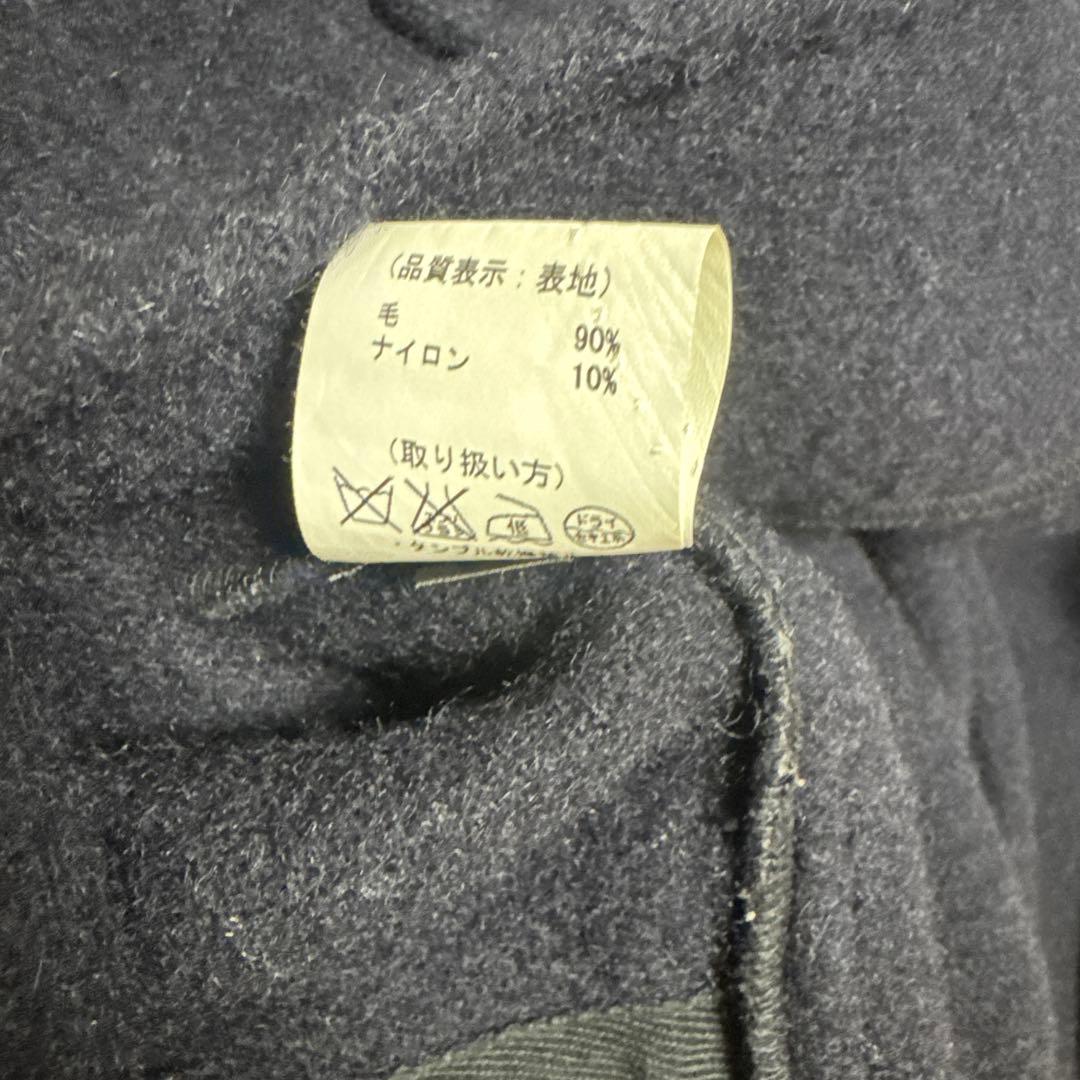 (品質表示：表地)
毛 90%
ナイロン 10%
(取り扱い方)
低 ドライ